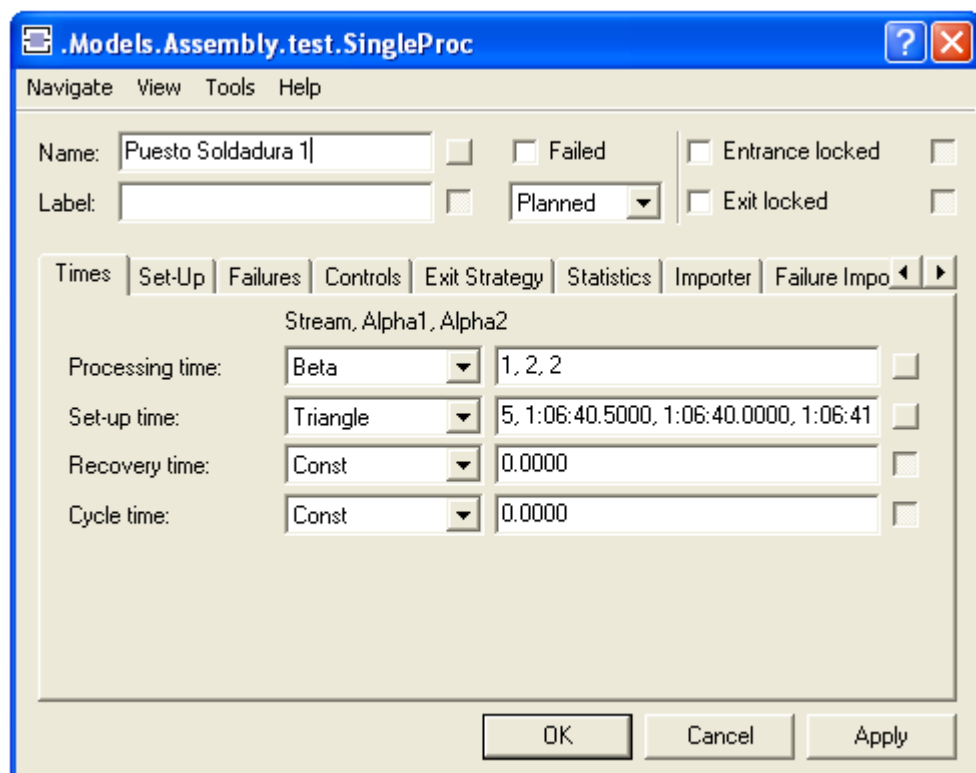 .Models.Assembly.test.SingleProc
Navigate View Tools Help
Name: Puesto Soldadura 1 Failed Entrance locked
Label: Planned Exit locked
Times Set-Up Failures Controls Exit Strategy Statistics Importer Failure Impo
Stream, Alpha1, Alpha2
Processing time: Beta 1, 2, 2
Set-up time: Triangle 5, 1:06:40.5000, 1:06:40.0000, 1:06:41
Recovery time: Const 0.0000
Cycle time: Const 0.0000
OK Cancel Apply